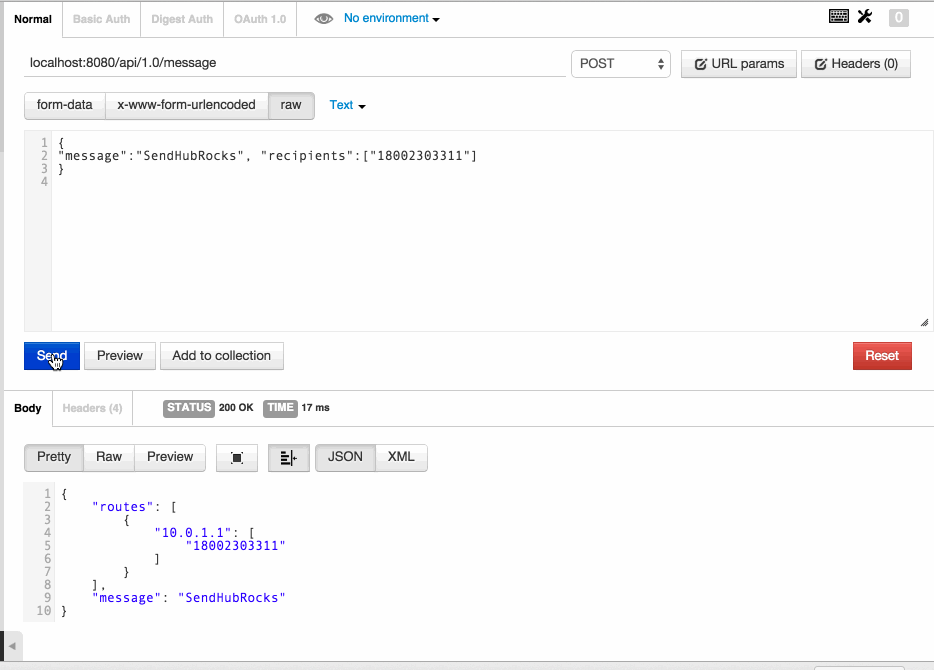 Normal Basic Auth Digest Auth OAuth 1.0 No environment 0
localhost:8080/api/1.0/message POST URL params Headers (0)
form-data x-www-form-urlencoded raw Text
1 {
2 "message":"SendHubRocks", "recipients":["18002303311"]
3 }
4
Send Preview Add to collection Reset
Body Headers (4) STATUS 200 OK TIME 17 ms
Pretty Raw Preview JSON XML
1 {
2 "routes": [
3 {
4 "10.0.1.1": [
5 "18002303311"
6 ]
7 }
8 ],
9 "message": "SendHubRocks"
10 }